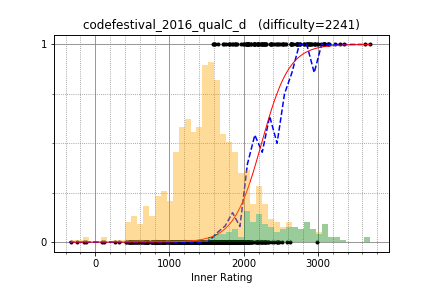 codefestival_2016_qualC_d (difficulty=2241)
1
0
0 1000 2000 3000
Inner Rating